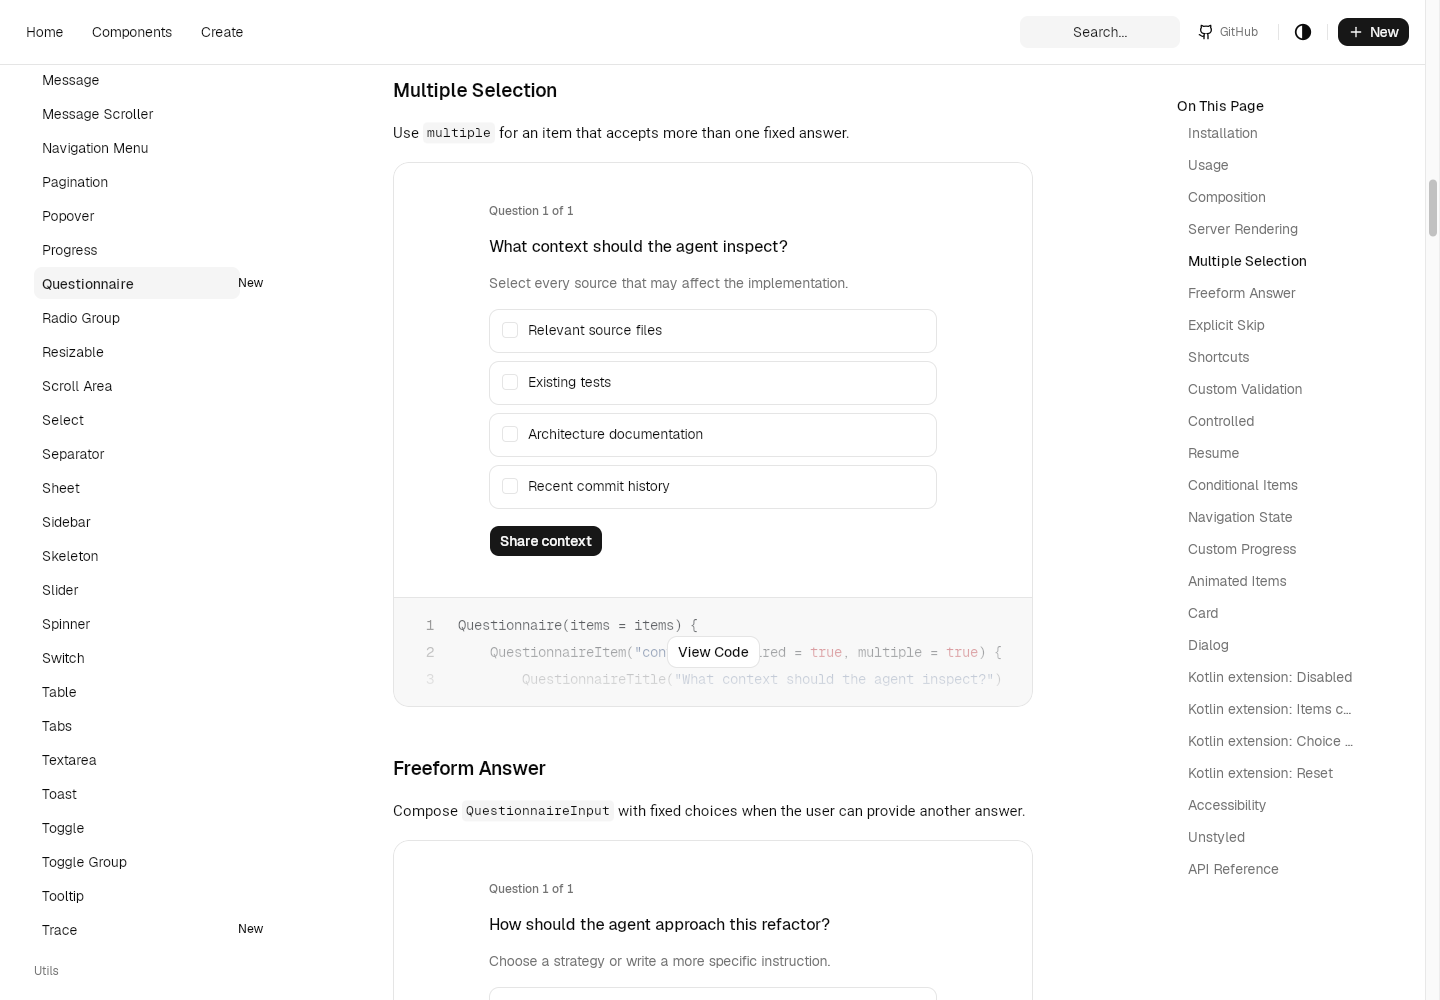 Home
Components
Create
Search...
GitHub
New
Message
Message Scroller
Navigation Menu
Pagination
Popover
Progress
Questionnaire New
Radio Group
Resizable
Scroll Area
Select
Separator
Sheet
Sidebar
Skeleton
Slider
Spinner
Switch
Table
Tabs
Textarea
Toast
Toggle
Toggle Group
Tooltip
Trace New
Utils
Multiple Selection
Use multiple for an item that accepts more than one fixed answer.
Question 1 of 1
What context should the agent inspect?
Select every source that may affect the implementation.
Relevant source files
Existing tests
Architecture documentation
Recent commit history
Share context
1 Questionnaire(items = items) {
2 QuestionnaireItem("con View Code ired = true, multiple = true) {
3 QuestionnaireTitle("What context should the agent inspect?")
Freeform Answer
Compose QuestionnaireInput with fixed choices when the user can provide another answer.
Question 1 of 1
How should the agent approach this refactor?
Choose a strategy or write a more specific instruction.
On This Page
Installation
Usage
Composition
Server Rendering
Multiple Selection
Freeform Answer
Explicit Skip
Shortcuts
Custom Validation
Controlled
Resume
Conditional Items
Navigation State
Custom Progress
Animated Items
Card
Dialog
Kotlin extension: Disabled
Kotlin extension: Items c...
Kotlin extension: Choice ...
Kotlin extension: Reset
Accessibility
Unstyled
API Reference